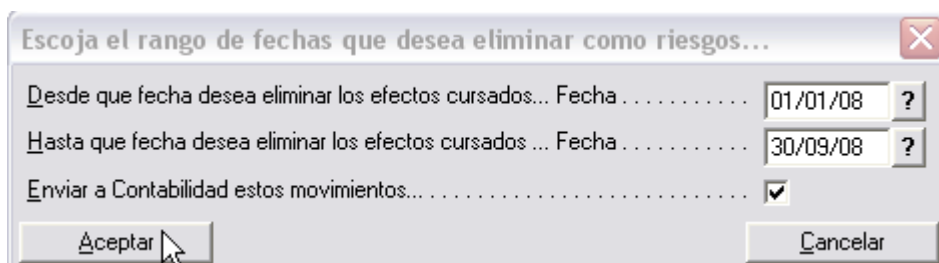 Escoja el rango de fechas que desea eliminar como riesgos...
Desde que fecha desea eliminar los efectos cursados... Fecha . . . . . . . . . . . 01/01/08 ?
Hasta que fecha desea eliminar los efectos cursados ... Fecha . . . . . . . . . . . 30/09/08 ?
Enviar a Contabilidad estos movimientos... . . . . . . . . . . . . . . . . . . . . . . . . . . .
Aceptar Cancelar